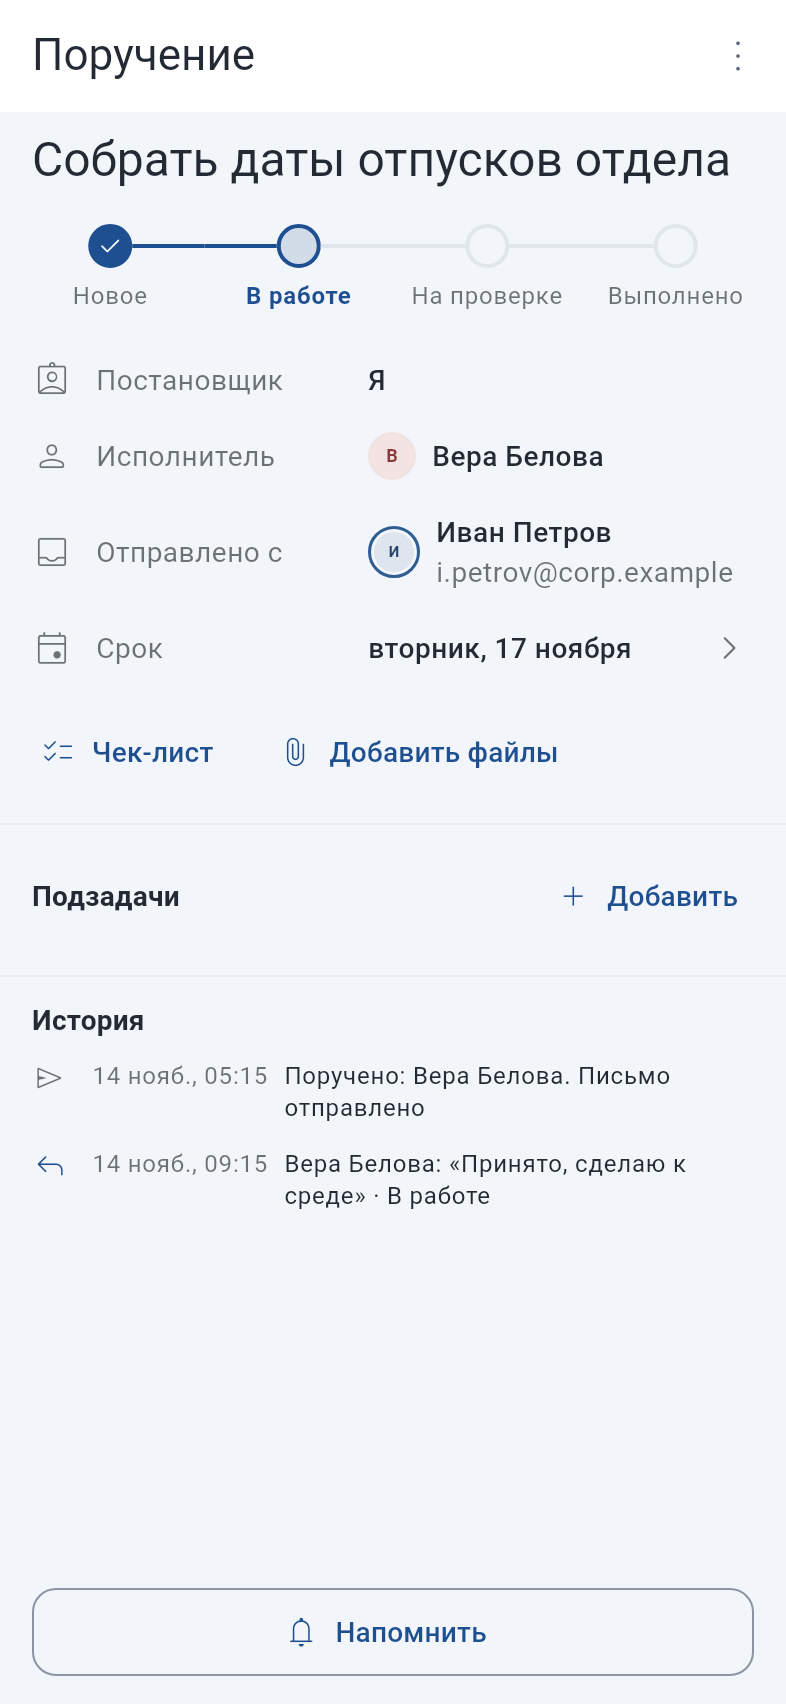 Поручение
Собрать даты отпусков отдела
Новое
В работе
На проверке
Выполнено
Постановщик
Я
Исполнитель
В
Вера Белова
Отправлено с
И
Иван Петров
i.petrov@corp.example
Срок
вторник, 17 ноября
Чек-лист
Добавить файлы
Подзадачи
Добавить
История
14 нояб., 05:15
Поручено: Вера Белова. Письмо
отправлено
14 нояб., 09:15
Вера Белова: «Принято, сделаю к
среде» · В работе
Напомнить